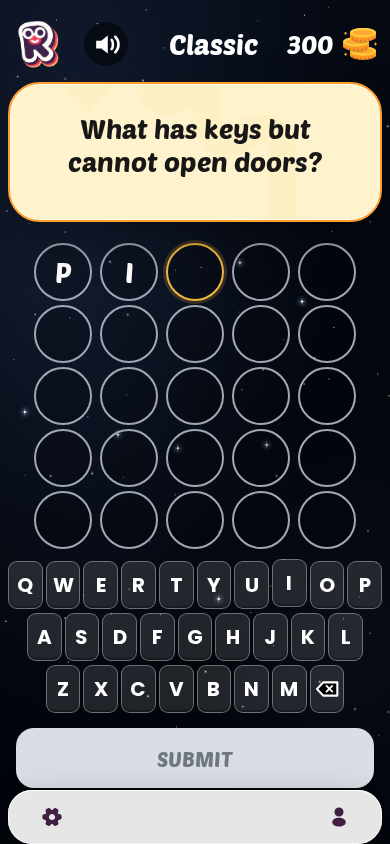 Classic 300
What has keys but
cannot open doors?
P I
Q W E R T Y U I O P
A S D F G H J K L
Z X C V B N M
SUBMIT